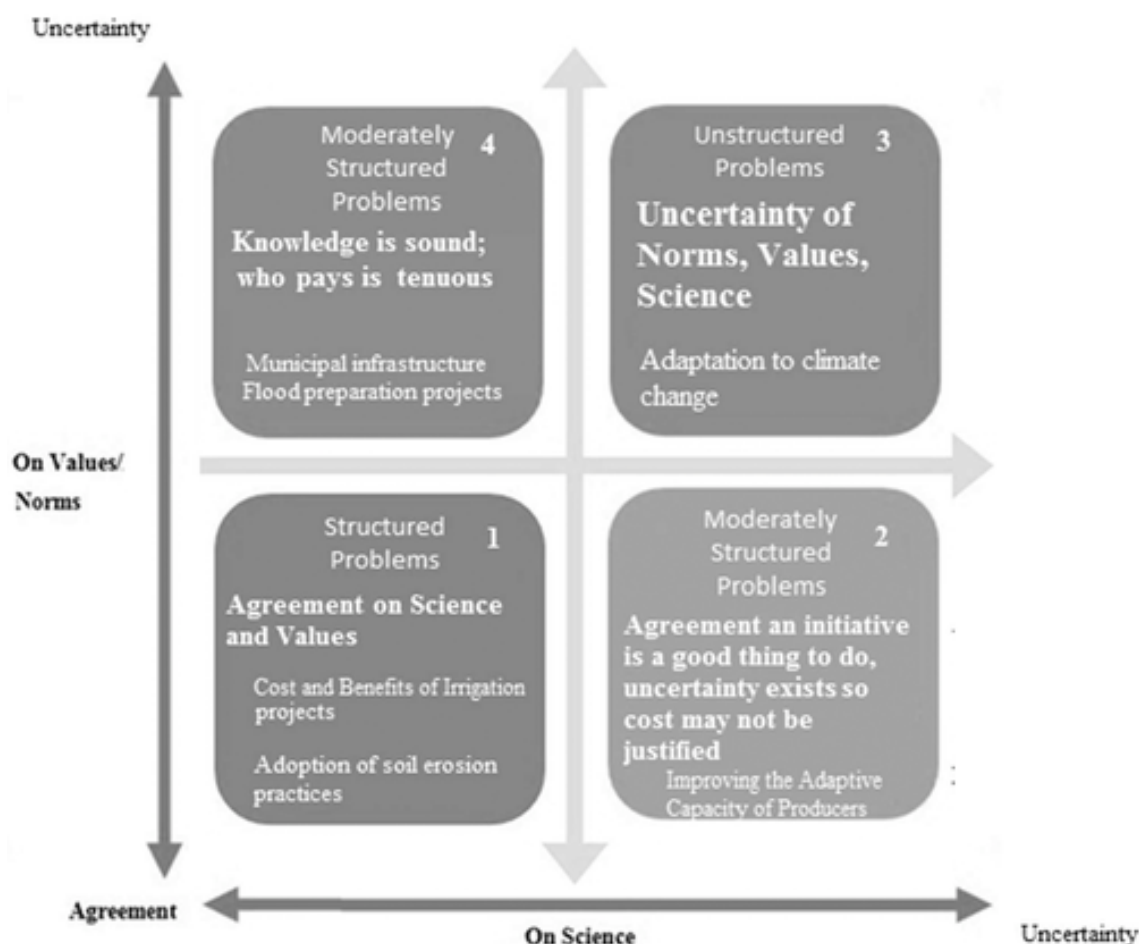 Uncertainty
Moderately 4
Structured
Problems
Knowledge is sound;
who pays is tenuous
Municipal infrastructure
Flood preparation projects
Unstructured 3
Problems
Uncertainty of
Norms, Values,
Science
Adaptation to climate
change
On Values/
Norms
Structured 1
Problems
Agreement on Science
and Values
Cost and Benefits of Irrigation
projects
Adoption of soil erosion
practices
Moderately 2
Structured
Problems
Agreement an initiative
is a good thing to do,
uncertainty exists so
cost may not be
justified
Improving the Adaptive
Capacity of Producers
Agreement
On Science
Uncertainty